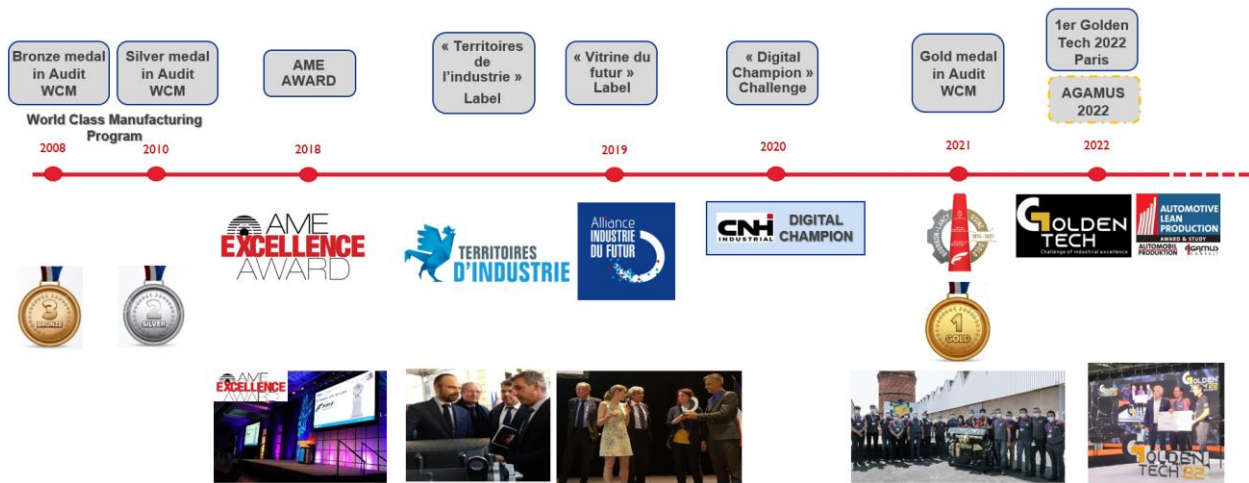 Bronze medal
in Audit
WCM
Silver medal
in Audit
WCM
AME
AWARD
« Territoires
de
l'industrie »
Label
« Vitrine du
futur »
Label
« Digital
Champion »
Challenge
Gold medal
in Audit
WCM
1er Golden
Tech 2022
Paris
AGAMUS
2022
World Class Manufacturing
Program
2008
2010
2018
2019
2020
2021
2022
AME
EXCELLENCE
AWARD
TERRITOIRES
D'INDUSTRIE
Alliance
INDUSTRIE
DU FUTUR
CNH
INDUSTRIAL
DIGITAL
CHAMPION
GOLDEN
TECH
Challenge of industrial excellence
AUTOMOTIVE
LEAN
PRODUCTION
AWARD & STUDY
AUTOMOBIL
PRODUKTION
AGAMUS
CONSULT
3
BRONZE
2
SILVER
1
GOLD
AME
EXCELLENCE
AWARD
GOLDEN
TECH'22